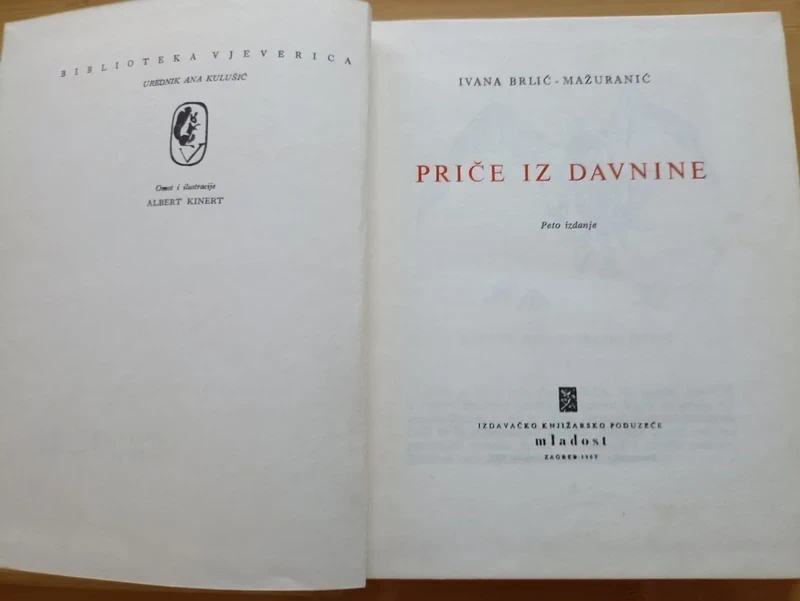 BIBLIOTEKA VJEVERICA
UREDNIK ANA KULUŠIĆ
Omot i ilustracije
ALBERT KINERT
IVANA BRLIĆ-MAŽURANIĆ
PRIČE IZ DAVNINE
Peto izdanje
IZDAVAČKO KNJIŽARSKO PODUZEĆE
mladost
ZAGREB